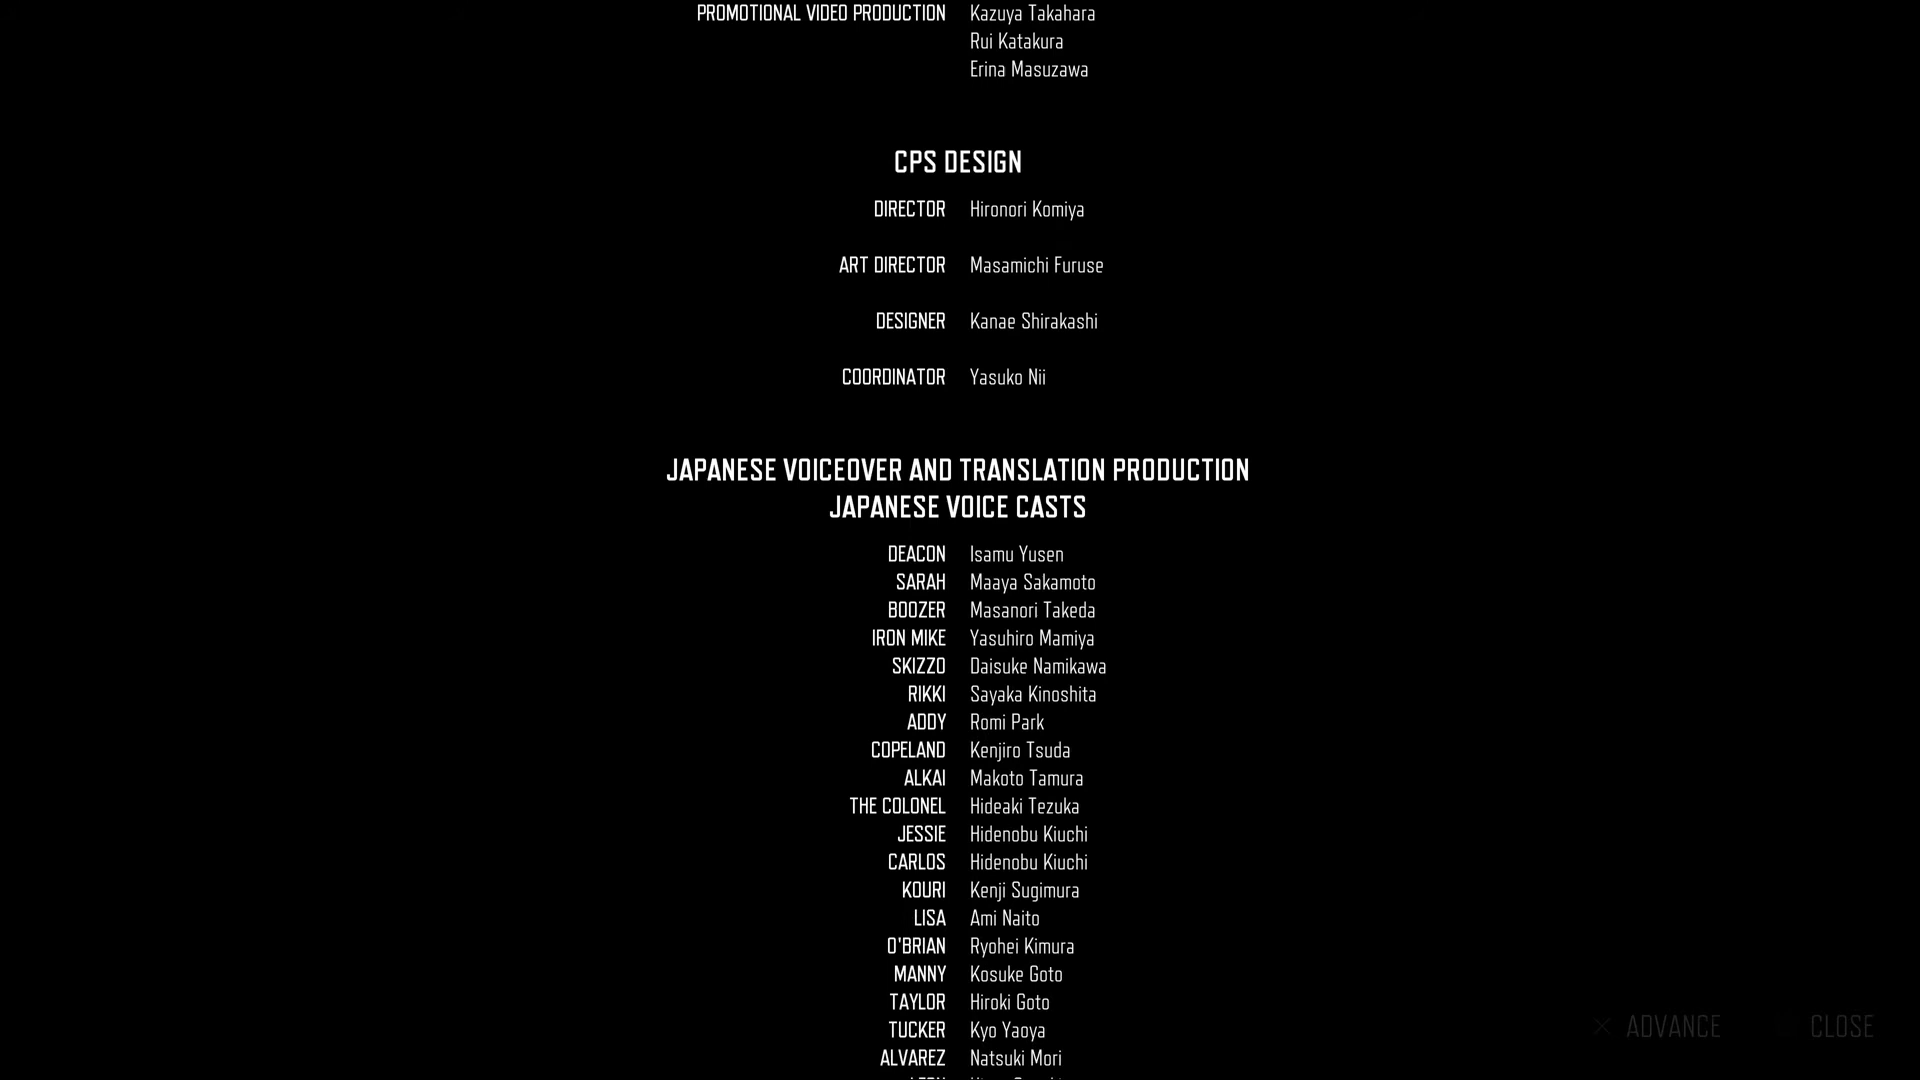 PROMOTIONAL VIDEO PRODUCTION Kazuya Takahara
Rui Katakura
Erina Masuzawa
CPS DESIGN
DIRECTOR Hironori Komiya
ART DIRECTOR Masamichi Furuse
DESIGNER Kanae Shirakashi
COORDINATOR Yasuko Nii
JAPANESE VOICEOVER AND TRANSLATION PRODUCTION
JAPANESE VOICE CASTS
DEACON Isamu Yusen
SARAH Maaya Sakamoto
BOOZER Masanori Takeda
IRON MIKE Yasuhiro Mamiya
SKIZZO Daisuke Namikawa
RIKKI Sayaka Kinoshita
ADDY Romi Park
COPELAND Kenjiro Tsuda
ALKAI Makoto Tamura
THE COLONEL Hideaki Tezuka
JESSIE Hidenobu Kiuchi
CARLOS Hidenobu Kiuchi
KOURI Kenji Sugimura
LISA Ami Naito
O'BRIAN Ryohei Kimura
MANNY Kosuke Goto
TAYLOR Hiroki Goto
TUCKER Kyo Yaoya
ALVAREZ Natsuki Mori
ADVANCE CLOSE